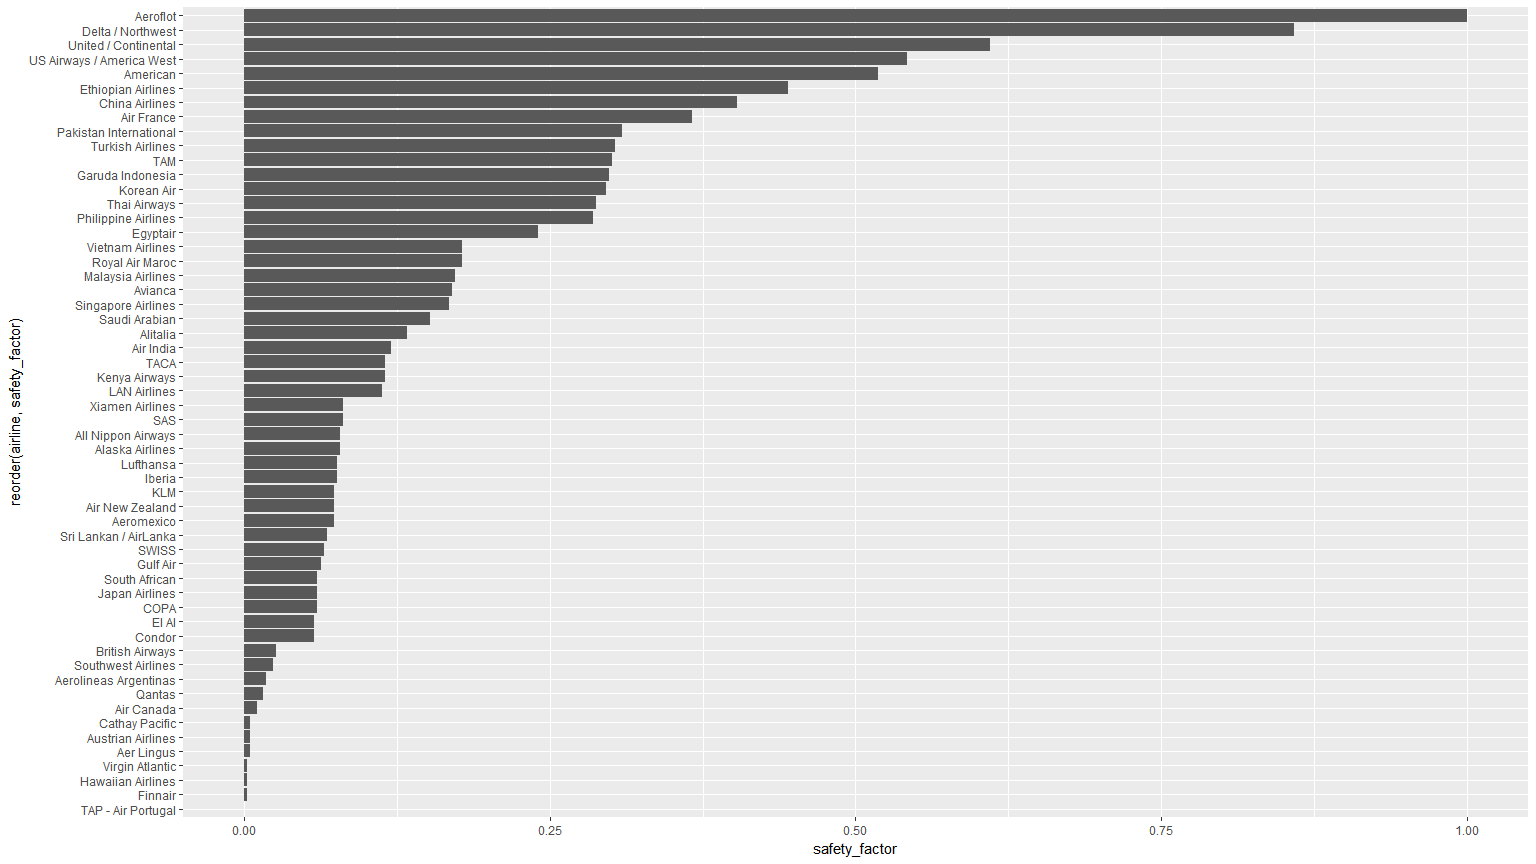 Aeroflot
Delta / Northwest
United / Continental
US Airways / America West
American
Ethiopian Airlines
China Airlines
Air France
Pakistan International
Turkish Airlines
TAM
Garuda Indonesia
Korean Air
Thai Airways
Philippine Airlines
Egyptair
Vietnam Airlines
Royal Air Maroc
Malaysia Airlines
Avianca
Singapore Airlines
Saudi Arabian
Alitalia
Air India
TACA
Kenya Airways
LAN Airlines
Xiamen Airlines
SAS
All Nippon Airways
Alaska Airlines
Lufthansa
Iberia
KLM
Air New Zealand
Aeromexico
Sri Lankan / AirLanka
SWISS
Gulf Air
South African
Japan Airlines
COPA
El Al
Condor
British Airways
Southwest Airlines
Aerolineas Argentinas
Qantas
Air Canada
Cathay Pacific
Austrian Airlines
Aer Lingus
Virgin Atlantic
Hawaiian Airlines
Finnair
TAP - Air Portugal
reorder(airline, safety_factor)
0.00 0.25 0.50 0.75 1.00
safety_factor